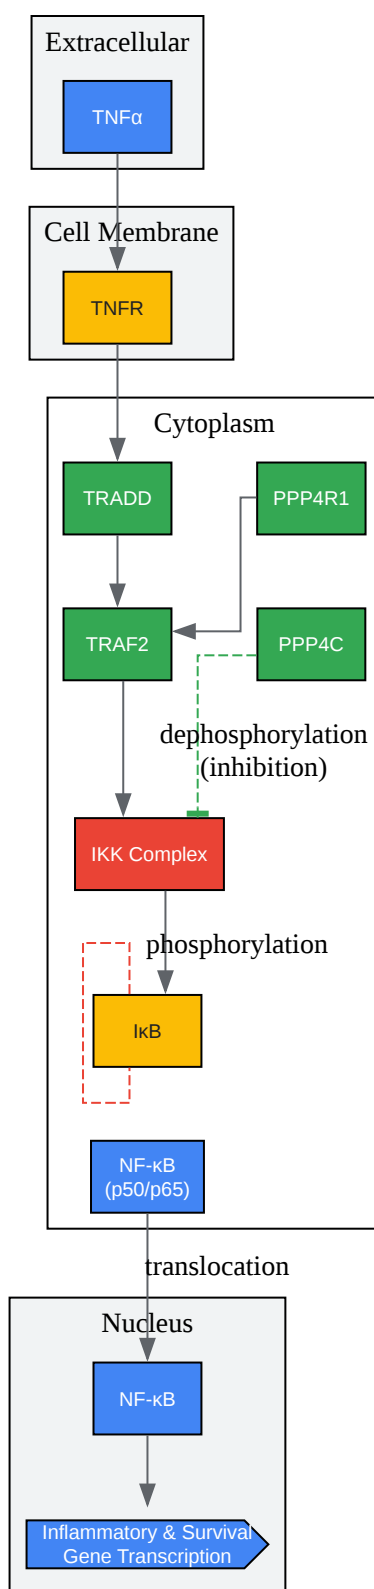 Extracellular
TNFα
Cell Membrane
TNFR
Cytoplasm
TRADD
PPP4R1
TRAF2
PPP4C
dephosphorylation
(inhibition)
IKK Complex
phosphorylation
IκB
NF-κB
(p50/p65)
translocation
Nucleus
NF-κB
Inflammatory & Survival
Gene Transcription